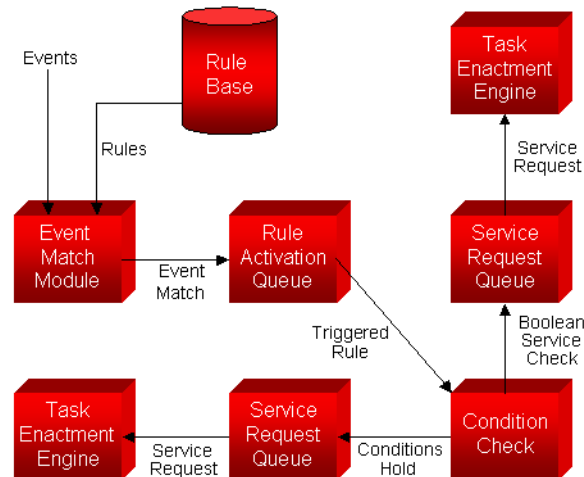 Events
Rule
Base
Task
Enactment
Engine
Rules
Service
Request
Event
Match
Module
Event
Match
Rule
Activation
Queue
Service
Request
Queue
Triggered
Rule
Boolean
Service
Check
Task
Enactment
Engine
Service
Request
Service
Request
Queue
Conditions
Hold
Condition
Check